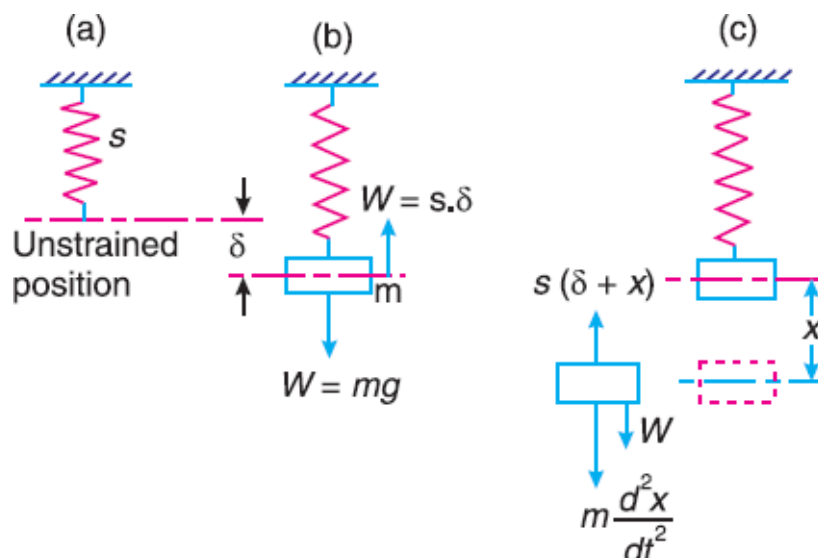 (a)
(b)
(c)
s
W = s.δ
Unstrained
position
δ
m
W = mg
s (δ + x)
x
W
m d²x/dt²